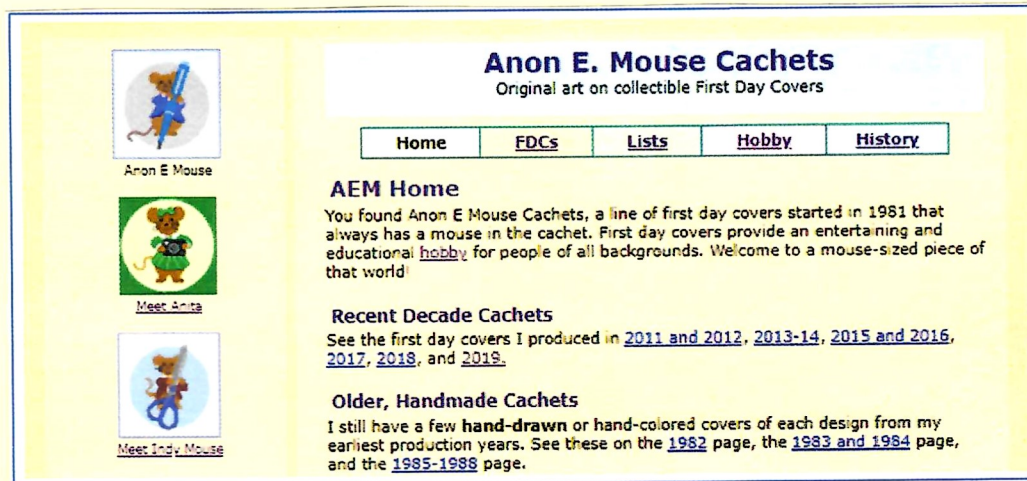 Anon E Mouse
Meet Anita
Meet Indy Mouse
Anon E. Mouse Cachets
Original art on collectible First Day Covers
Home FDCs Lists Hobby History
AEM Home
You found Anon E Mouse Cachets, a line of first day covers started in 1981 that
always has a mouse in the cachet. First day covers provide an entertaining and
educational hobby for people of all backgrounds. Welcome to a mouse-sized piece of
that world!
Recent Decade Cachets
See the first day covers I produced in 2011 and 2012, 2013-14, 2015 and 2016,
2017, 2018, and 2019.
Older, Handmade Cachets
I still have a few hand-drawn or hand-colored covers of each design from my
earliest production years. See these on the 1982 page, the 1983 and 1984 page,
and the 1985-1988 page.